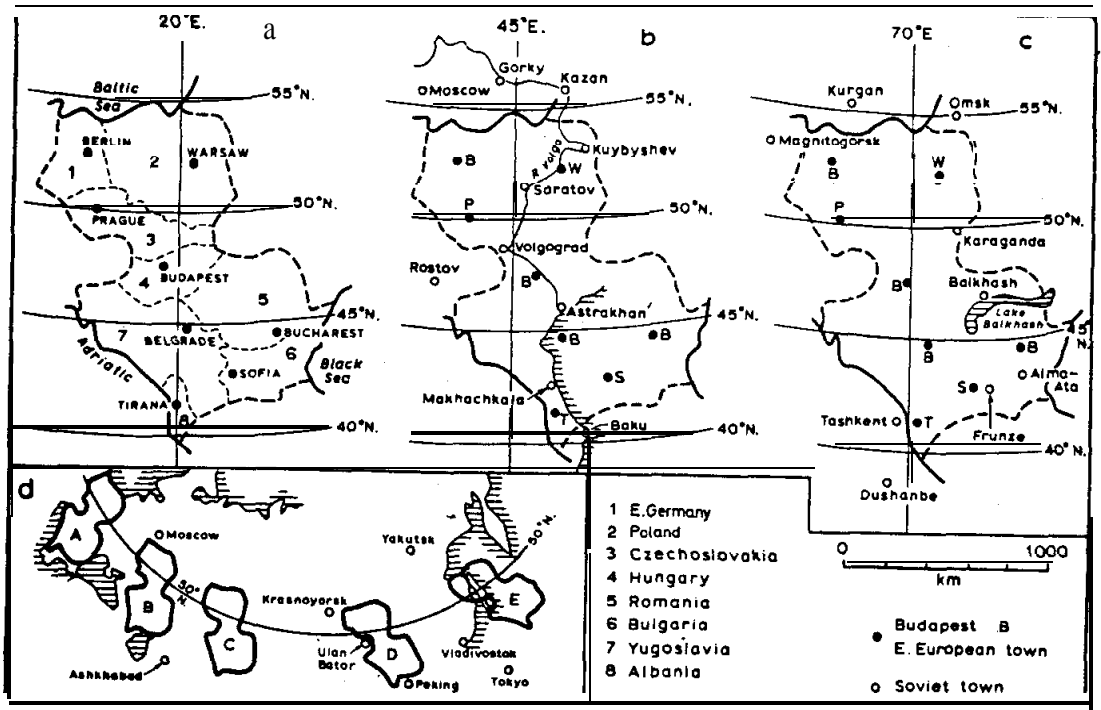 20°E.
a
Baltic
Sea
55°N.
BERLIN
1
2
WARSAW
PRAGUE
50°N.
3
BUDAPEST
4
5
45°N.
7
BELGRADE
BUCHAREST
6
Adriatic
SOFIA
Black
Sea
TIRANA
8
40°N.
45°E.
b
Gorky
Kazan
Moscow
55°N.
B
R Volga
Kuybyshev
W
Saratov
P
50°N.
Volgograd
Rostov
B
Astrakhan
45°N.
B
B
S
Makhachkala
T
Baku
40°N.
70°E
c
Kurgan
Omsk
55°N.
Magnitogorsk
B
W
P
50°N.
Karaganda
B
Balkhash
Lake
Balkhash
45°
N.
B
B
Alma-
Ata
S
Tashkent
T
Frunze
40°N.
Dushanbe
d
A
Moscow
Yakutsk
50°N.
50°
N.
B
Krasnoyorsk
E
C
Ulan
Bator
D
Vladivostok
Ashkhabad
Peking
Tokyo
1 E.Germany
2 Poland
3 Czechoslovakia
4 Hungary
5 Romania
6 Bulgaria
7 Yugoslavia
8 Albania
0 1000
km
Budapest B
E. European town
Soviet town